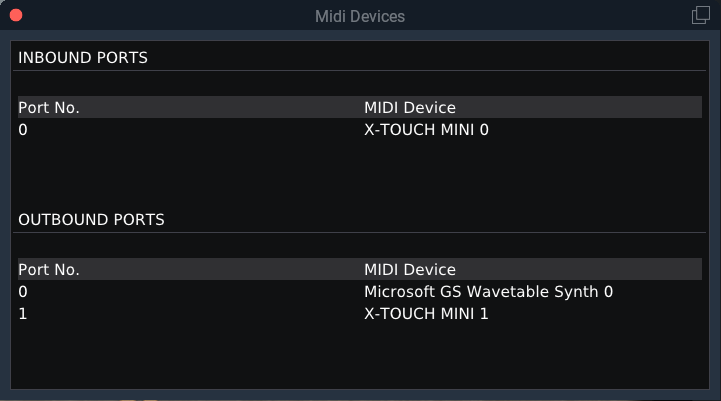 Midi Devices
INBOUND PORTS
Port No. MIDI Device
0 X-TOUCH MINI 0
OUTBOUND PORTS
Port No. MIDI Device
0 Microsoft GS Wavetable Synth 0
1 X-TOUCH MINI 1